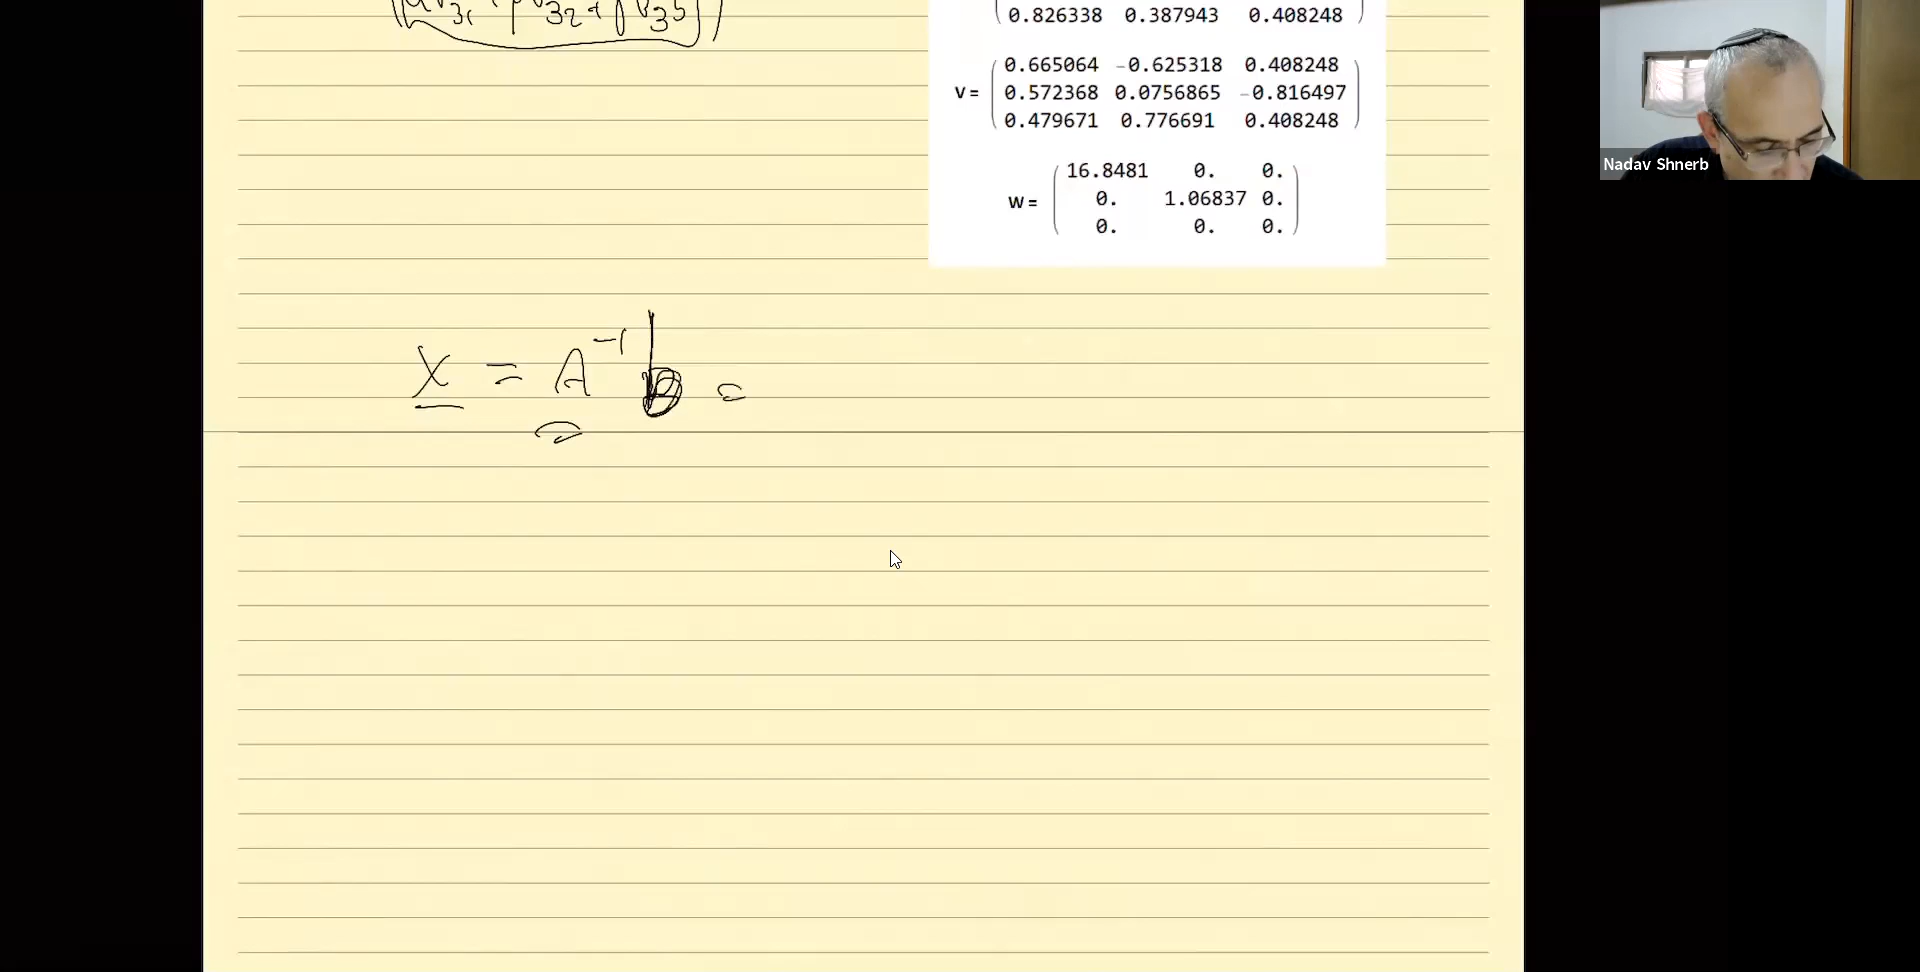 0.826338 0.387943 0.408248
V = 0.665064 -0.625318 0.408248
0.572368 0.0756865 -0.816497
0.479671 0.776691 0.408248
W = 16.8481 0. 0.
0. 1.06837 0.
0. 0. 0.
X = A⁻¹ b =
Nadav Shnerb